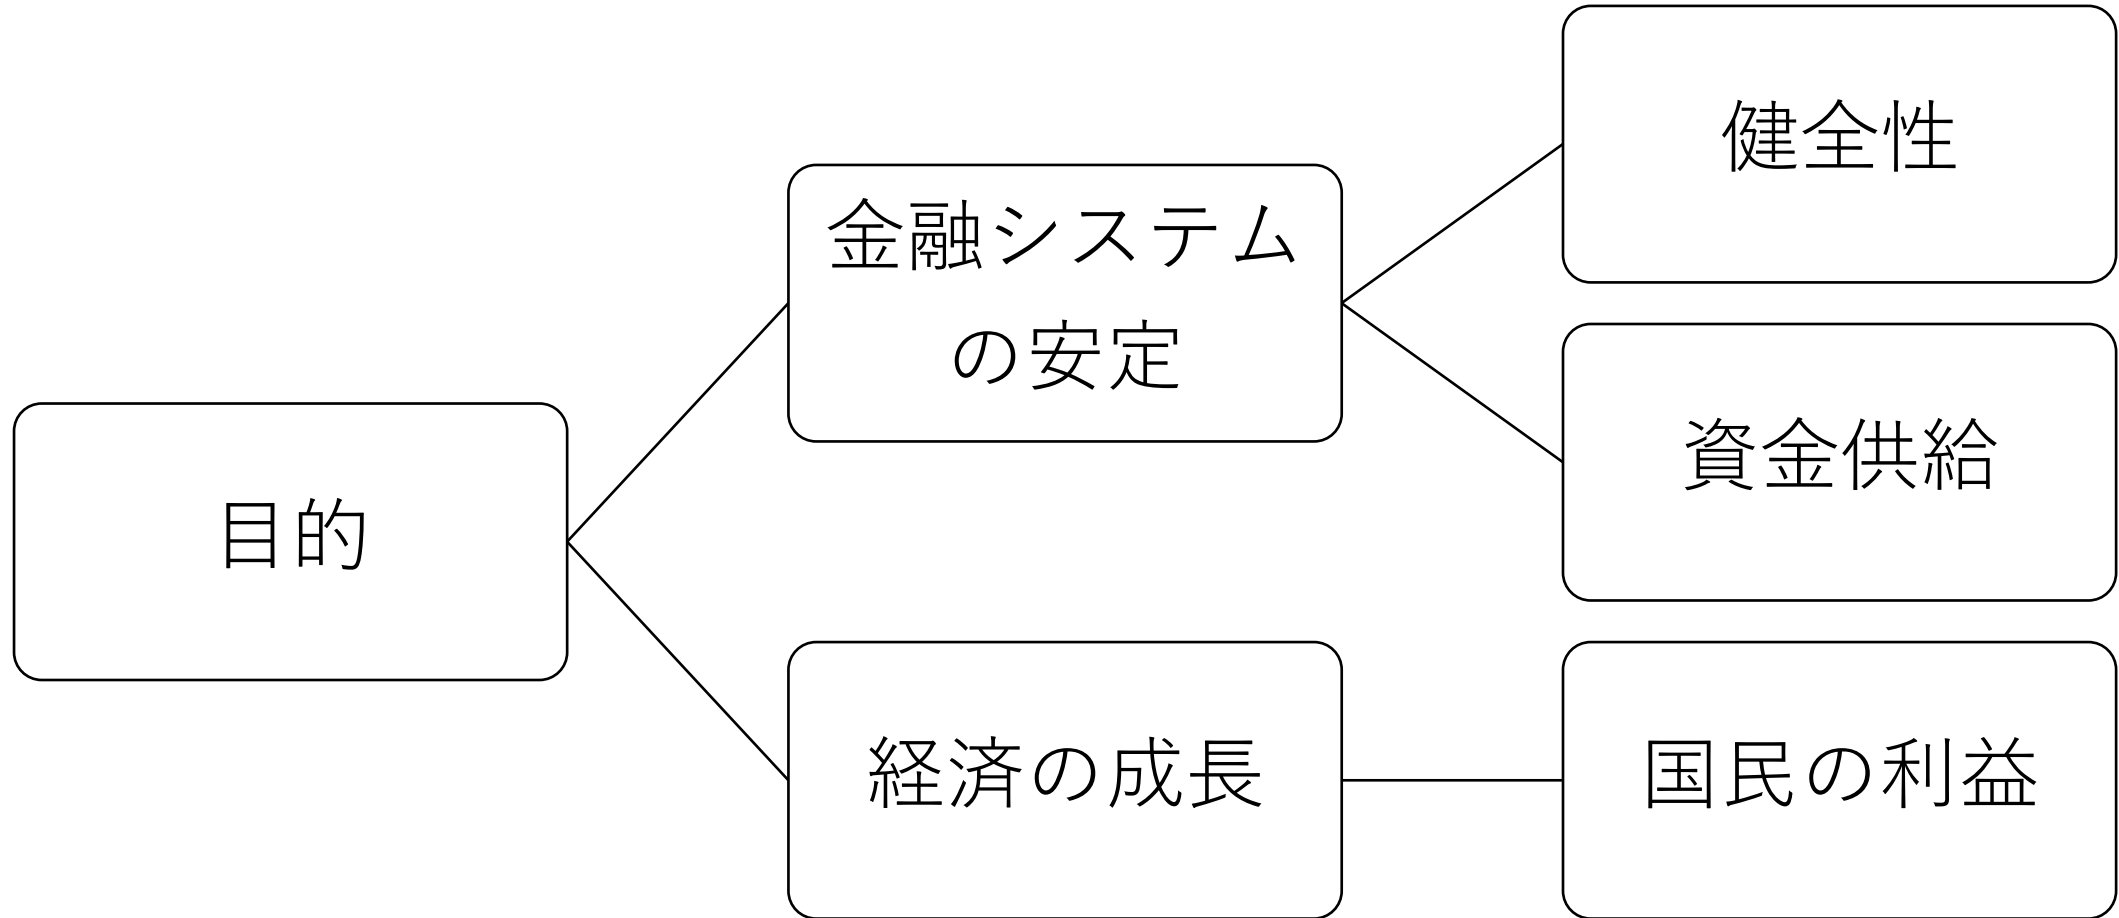 目的
金融システム
の安定
健全性
資金供給
経済の成長
国民の利益